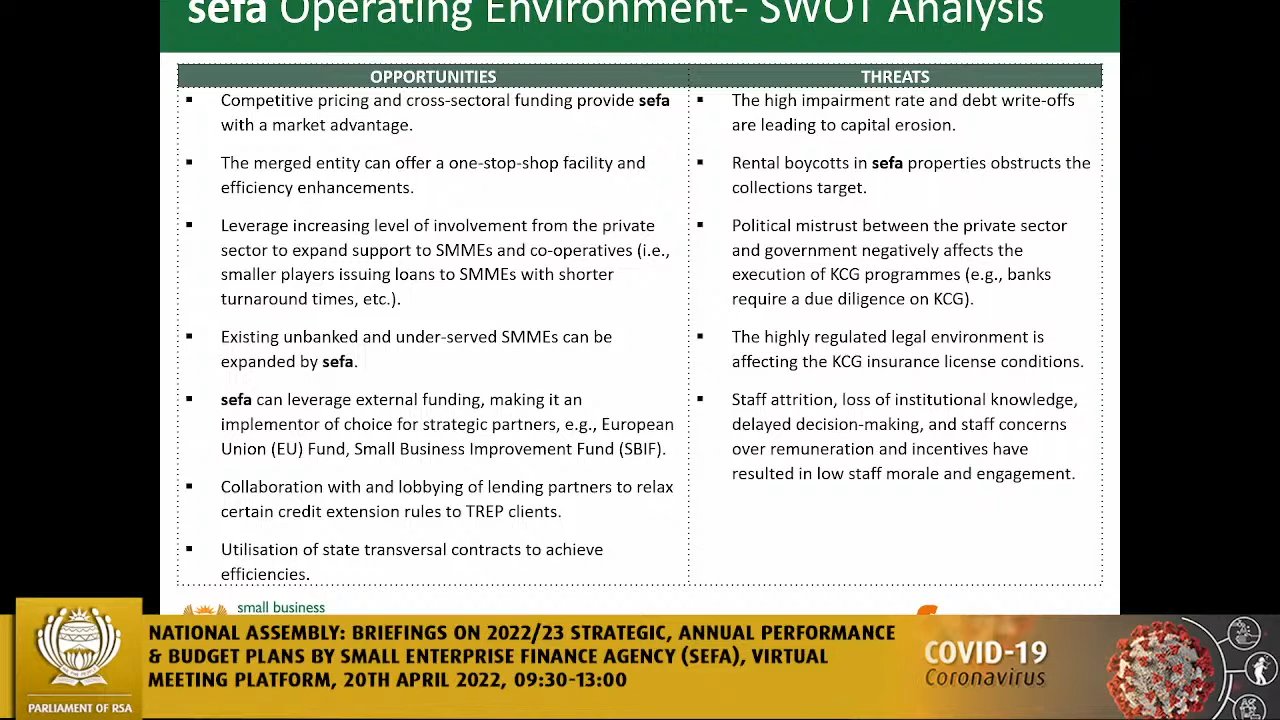 sefa Operating Environment- SWOT Analysis
OPPORTUNITIES
▪ Competitive pricing and cross-sectoral funding provide sefa
with a market advantage.
▪ The merged entity can offer a one-stop-shop facility and
efficiency enhancements.
▪ Leverage increasing level of involvement from the private
sector to expand support to SMMEs and co-operatives (i.e.,
smaller players issuing loans to SMMEs with shorter
turnaround times, etc.).
▪ Existing unbanked and under-served SMMEs can be
expanded by sefa.
▪ sefa can leverage external funding, making it an
implementor of choice for strategic partners, e.g., European
Union (EU) Fund, Small Business Improvement Fund (SBIF).
▪ Collaboration with and lobbying of lending partners to relax
certain credit extension rules to TREP clients.
▪ Utilisation of state transversal contracts to achieve
efficiencies.
THREATS
▪ The high impairment rate and debt write-offs
are leading to capital erosion.
▪ Rental boycotts in sefa properties obstructs the
collections target.
▪ Political mistrust between the private sector
and government negatively affects the
execution of KCG programmes (e.g., banks
require a due diligence on KCG).
▪ The highly regulated legal environment is
affecting the KCG insurance license conditions.
▪ Staff attrition, loss of institutional knowledge,
delayed decision-making, and staff concerns
over remuneration and incentives have
resulted in low staff morale and engagement.
small business
NATIONAL ASSEMBLY: BRIEFINGS ON 2022/23 STRATEGIC, ANNUAL PERFORMANCE
& BUDGET PLANS BY SMALL ENTERPRISE FINANCE AGENCY (SEFA), VIRTUAL
MEETING PLATFORM, 20TH APRIL 2022, 09:30-13:00
PARLIAMENT OF RSA
COVID-19
Coronavirus